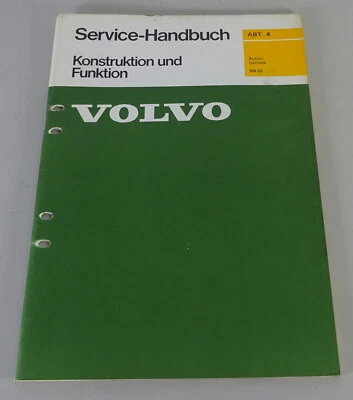 Service-Handbuch
ABT. 4
Konstruktion und
Funktion
VOLVO